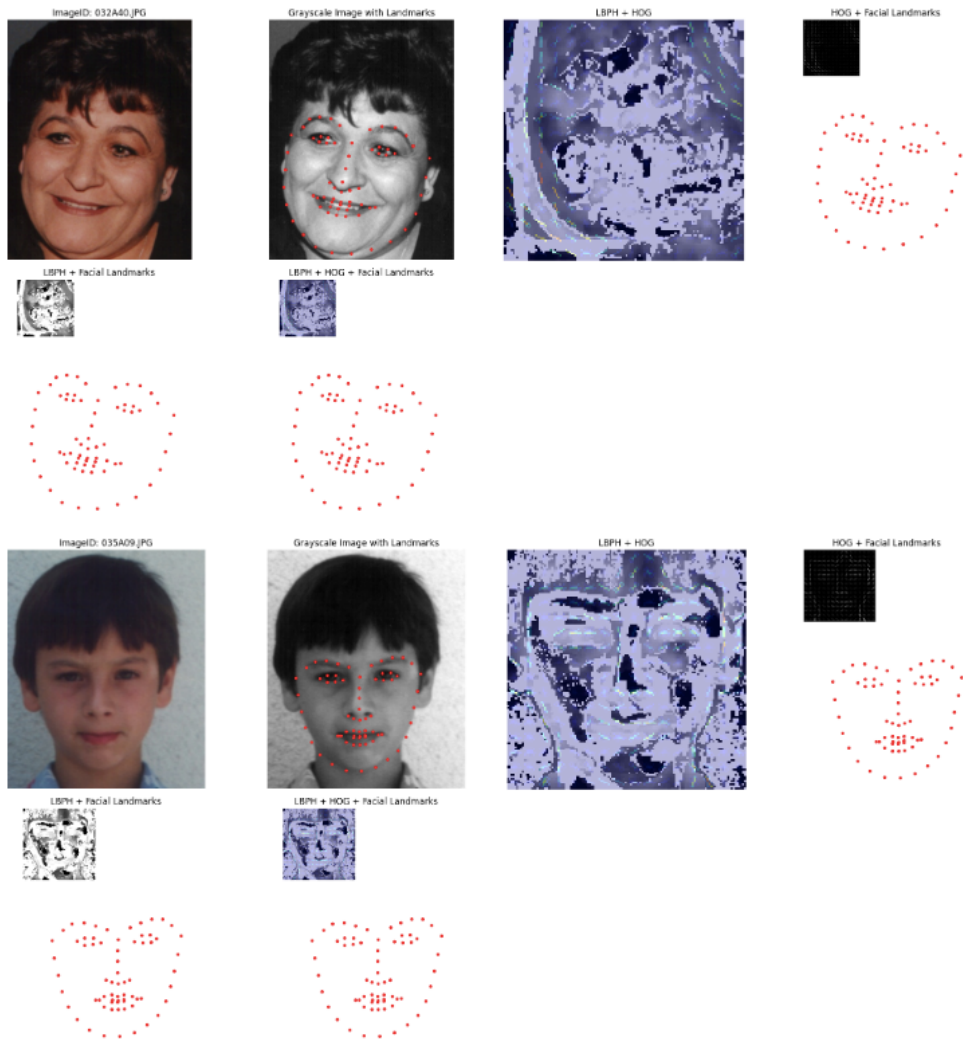 ImageID: 032A40.JPG
Grayscale Image with Landmarks
LBPH + HOG
HOG + Facial Landmarks
LBPH + Facial Landmarks
LBPH + HOG + Facial Landmarks
ImageID: 035A09.JPG
Grayscale Image with Landmarks
LBPH + HOG
HOG + Facial Landmarks
LBPH + Facial Landmarks
LBPH + HOG + Facial Landmarks